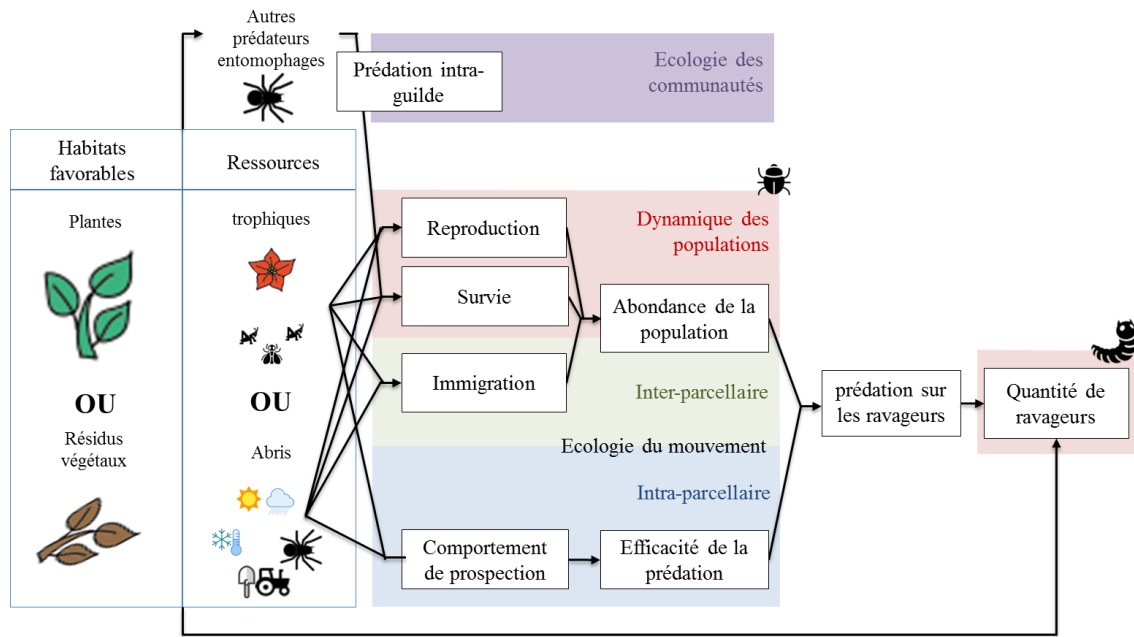 Autres
prédateurs
entomophages
Prédation intra-
guilde
Ecologie des
communautés
Habitats
favorables
Ressources
Plantes
trophiques
Reproduction
Dynamique des
populations
Survie
Abondance de la
population
Immigration
Inter-parcellaire
prédation sur
les ravageurs
Quantité de
ravageurs
OU
OU
Résidus
végétaux
Abris
Ecologie du mouvement
Intra-parcellaire
Comportement
de prospection
Efficacité de la
prédation